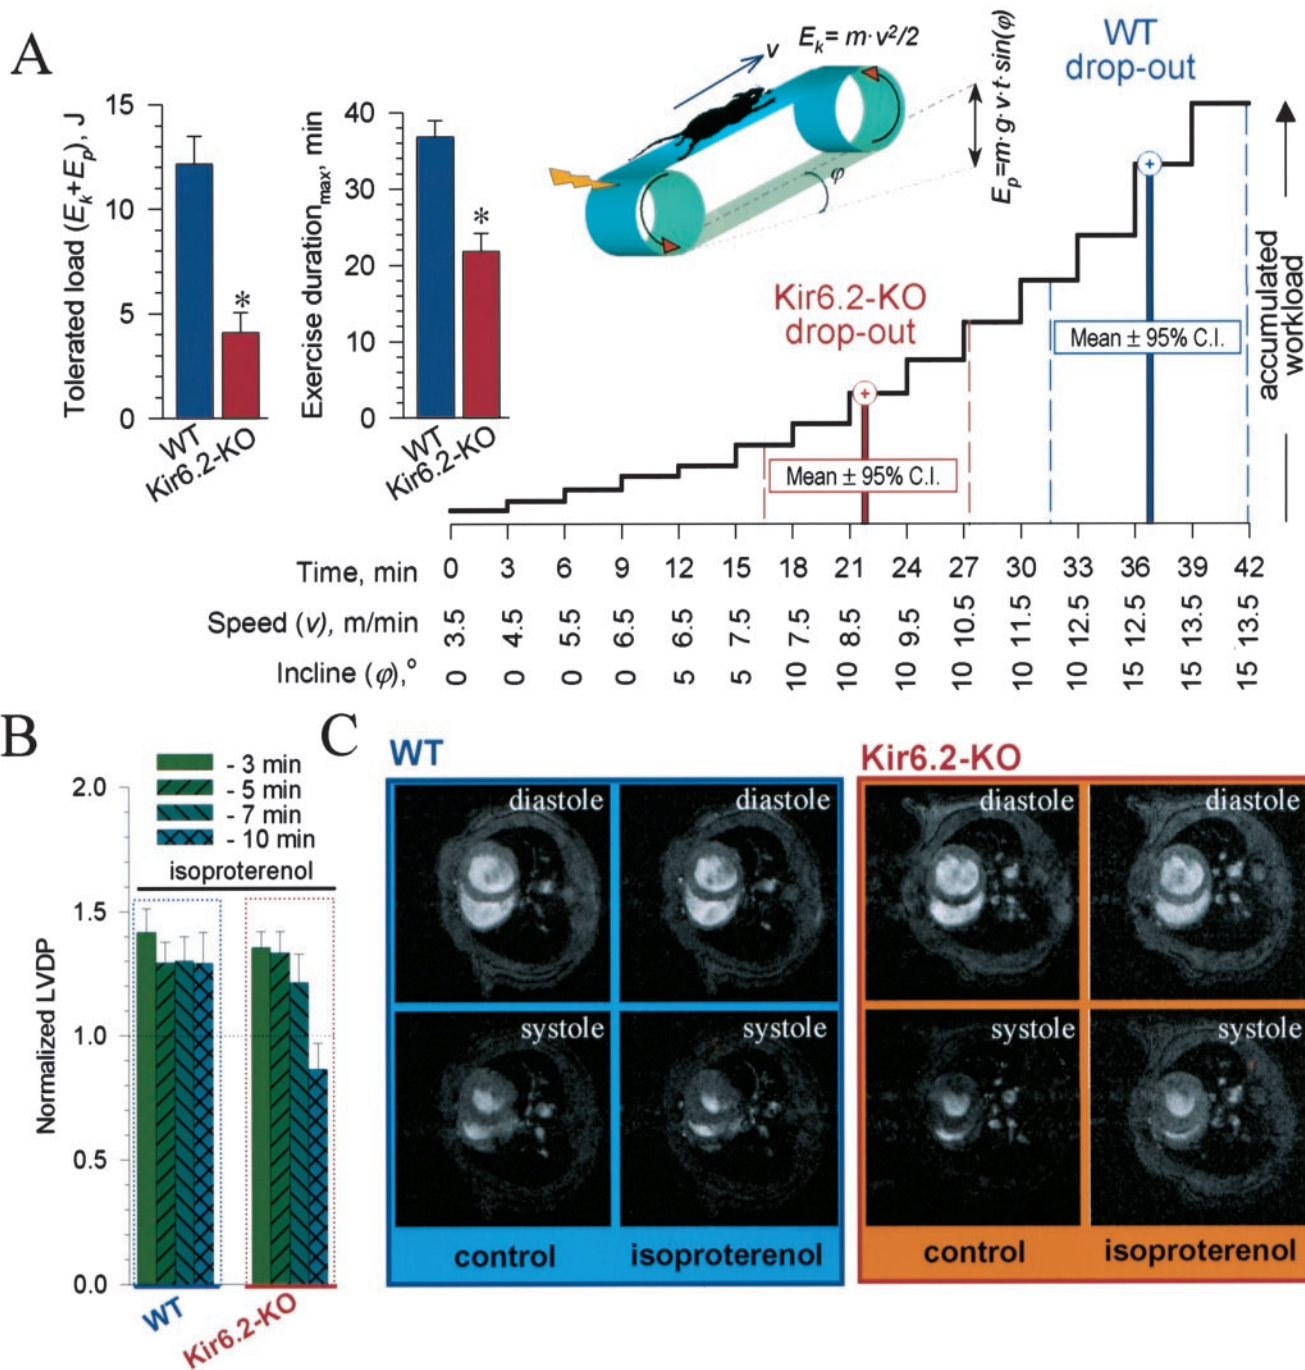 A
15
10
5
0
Tolerated load (Ek+Ep), J
WT
Kir6.2-KO
*
40
30
20
10
0
Exercise durationmax, min
WT
Kir6.2-KO
*
v
Ek= m·v²/2
φ
Ep=m·g·v·t·sin(φ)
WT
drop-out
Kir6.2-KO
drop-out
Mean ± 95% C.I.
Mean ± 95% C.I.
accumulated
workload
Time, min 0 3 6 9 12 15 18 21 24 27 30 33 36 39 42
Speed (v), m/min 3.5 4.5 5.5 6.5 6.5 7.5 7.5 8.5 9.5 10.5 11.5 12.5 12.5 13.5 13.5
Incline (φ),° 0 0 0 0 5 5 10 10 10 10 10 10 15 15 15
B
- 3 min
- 5 min
- 7 min
- 10 min
isoproterenol
2.0
1.5
1.0
0.5
0.0
Normalized LVDP
WT
Kir6.2-KO
C
WT
diastole
diastole
systole
systole
control
isoproterenol
Kir6.2-KO
diastole
diastole
systole
systole
control
isoproterenol